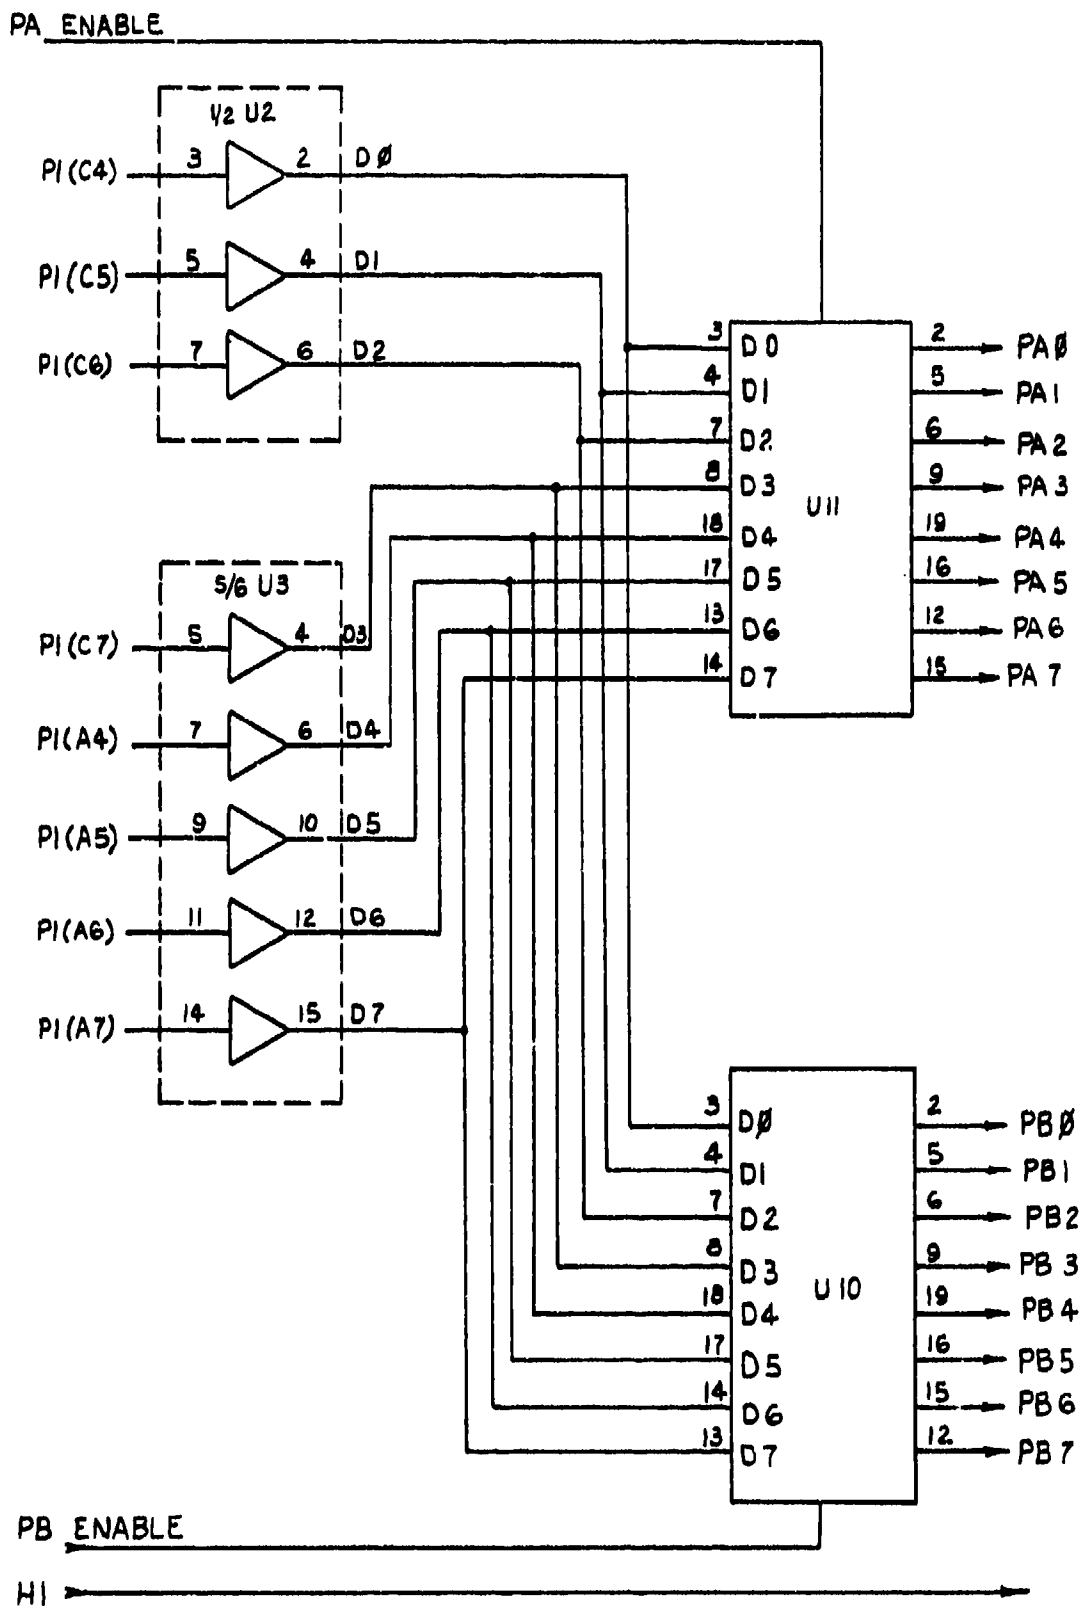 PA ENABLE
1/2 U2
P1(C4) 3 2 DØ
P1(C5) 5 4 D1
P1(C6) 7 6 D2
3 D0 2 PAØ
4 D1 5 PA1
7 D2 6 PA2
8 D3 9 PA3
U11
18 D4 19 PA4
17 D5 16 PA5
13 D6 12 PA6
14 D7 15 PA7
5/6 U3
P1(C7) 5 4 D3
P1(A4) 7 6 D4
P1(A5) 9 10 D5
P1(A6) 11 12 D6
P1(A7) 14 15 D7
3 DØ 2 PBØ
4 D1 5 PB1
7 D2 6 PB2
8 D3 9 PB3
U10
18 D4 19 PB4
17 D5 16 PB5
14 D6 15 PB6
13 D7 12 PB7
PB ENABLE
HI